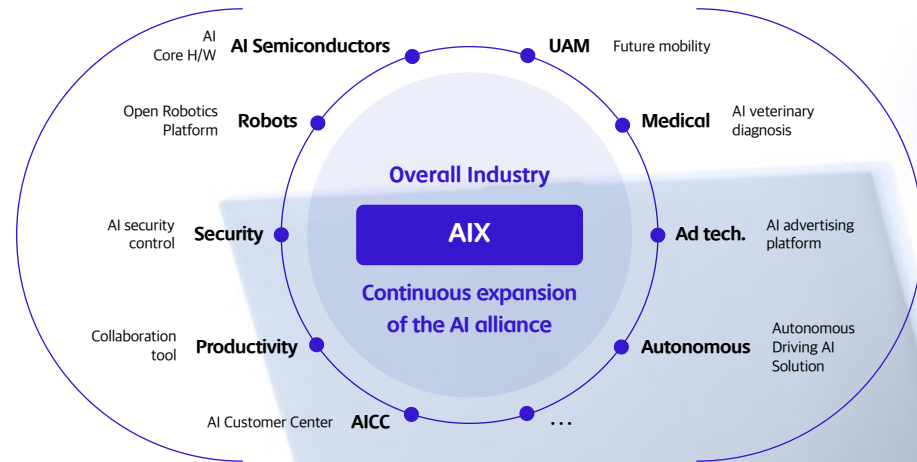 AI
Core H/W
AI Semiconductors
UAM
Future mobility
Open Robotics
Platform
Robots
Medical
AI veterinary
diagnosis
Overall Industry
AI security
control
Security
AIX
Ad tech.
AI advertising
platform
Continuous expansion
of the AI alliance
Collaboration
tool
Productivity
Autonomous
Autonomous
Driving AI
Solution
AI Customer Center
AICC
...